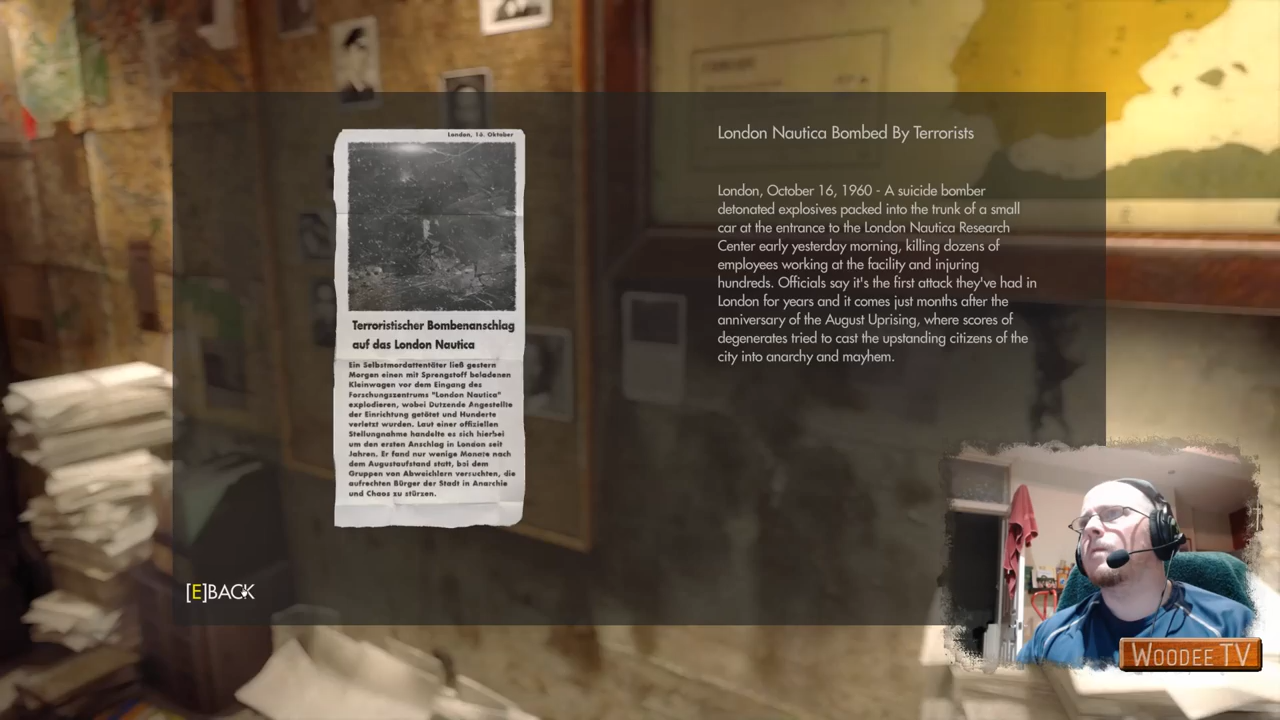 London, 16. Oktober
Terroristischer Bombenanschlag
auf das London Nautica
Ein Selbstmordattentäter ließ gestern
Morgen einen mit Sprengstoff beladenen
Kleinwagen vor dem Eingang des
Forschungszentrums "London Nautica"
explodieren, wobei Dutzende Angestellte
der Einrichtung getötet und Hunderte
verletzt wurden. Laut einer offiziellen
Stellungnahme handelte es sich hierbei
um den ersten Anschlag in London seit
Jahren. Er fand nur wenige Monate nach
dem Augustaufstand statt, bei dem
Gruppen von Abweichlern versuchten, die
aufrechten Bürger der Stadt in Anarchie
und Chaos zu stürzen.
London Nautica Bombed By Terrorists
London, October 16, 1960 - A suicide bomber
detonated explosives packed into the trunk of a small
car at the entrance to the London Nautica Research
Center early yesterday morning, killing dozens of
employees working at the facility and injuring
hundreds. Officials say it's the first attack they've had in
London for years and it comes just months after the
anniversary of the August Uprising, where scores of
degenerates tried to cast the upstanding citizens of the
city into anarchy and mayhem.
[E]BACK
WOODEE TV